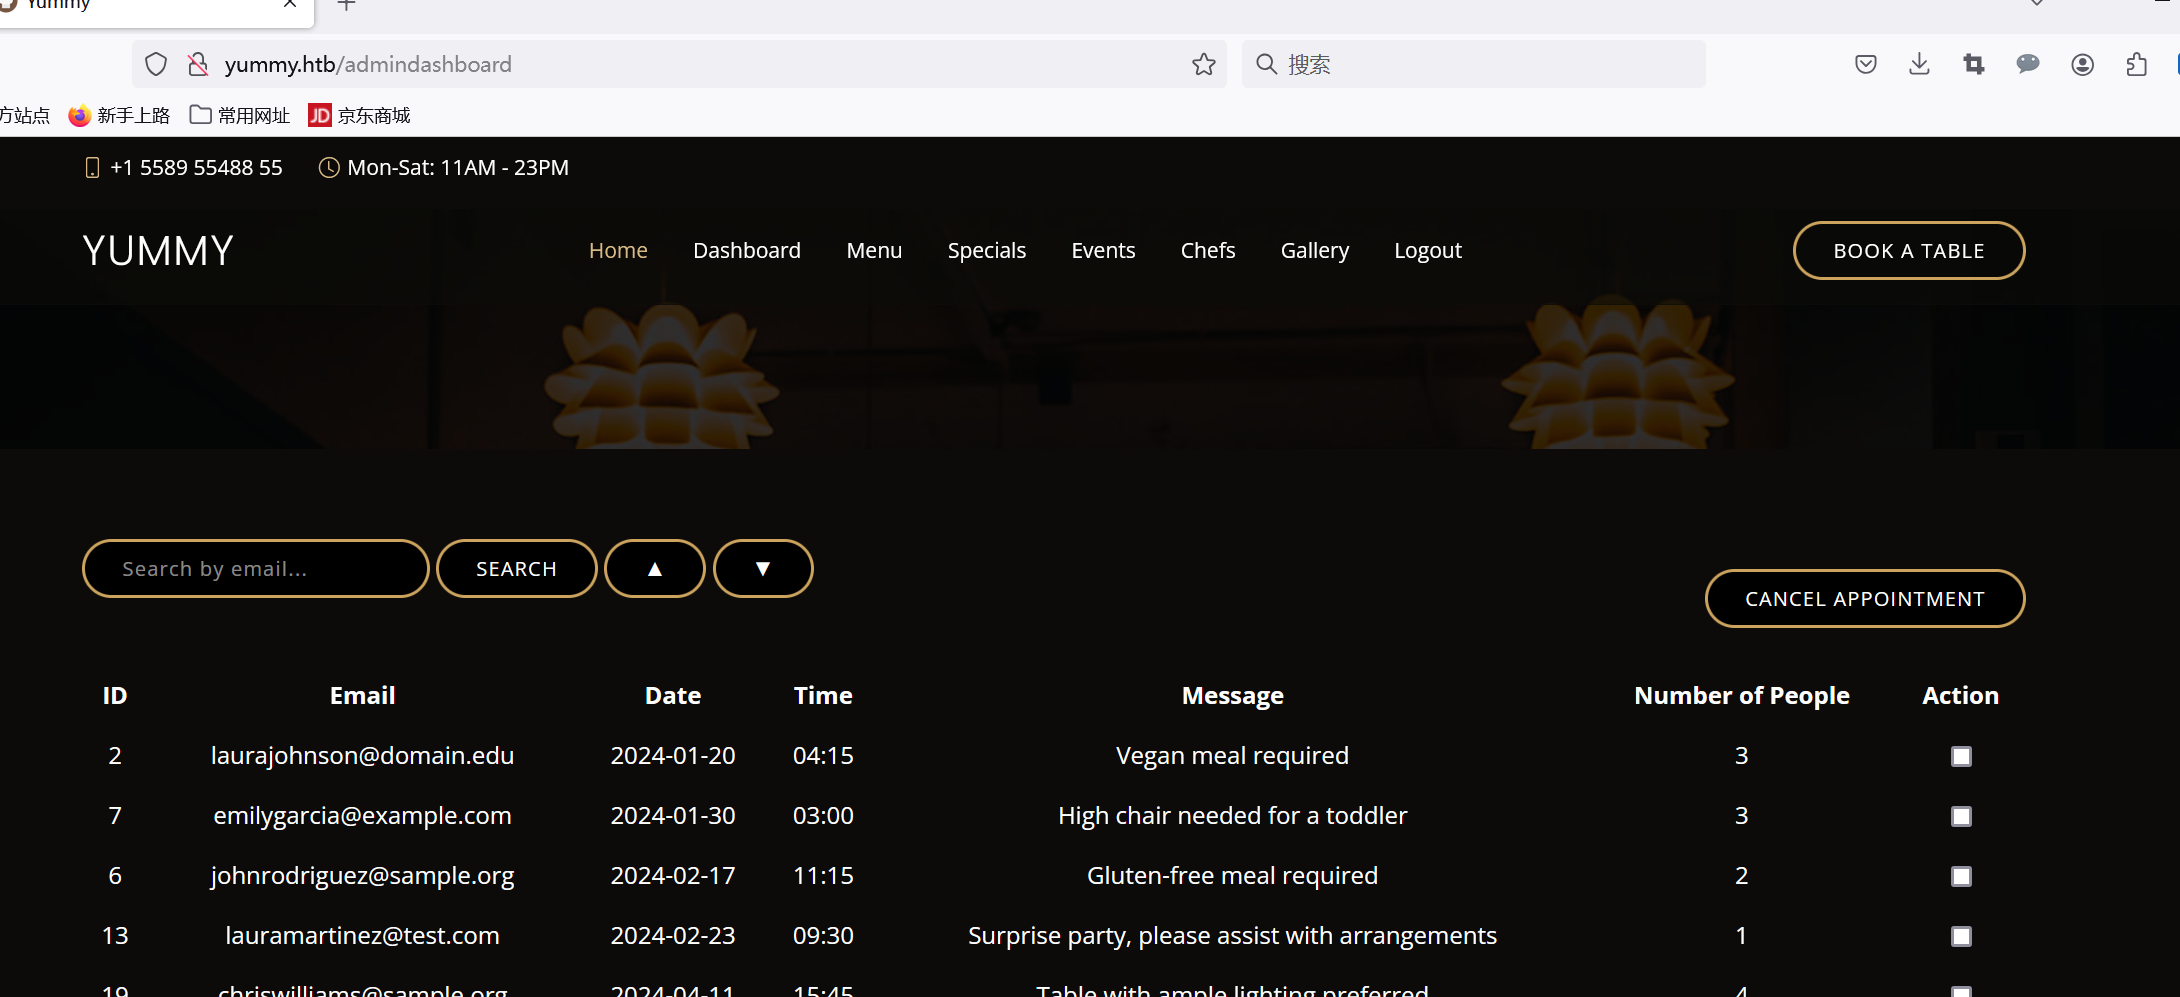 Yummy
yummy.htb/admindashboard 搜索
方站点 新手上路 常用网址 JD 京东商城
+1 5589 55488 55 Mon-Sat: 11AM - 23PM
YUMMY Home Dashboard Menu Specials Events Chefs Gallery Logout BOOK A TABLE
Search by email... SEARCH ▲ ▼
CANCEL APPOINTMENT
ID Email Date Time Message Number of People Action
2 laurajohnson@domain.edu 2024-01-20 04:15 Vegan meal required 3
7 emilygarcia@example.com 2024-01-30 03:00 High chair needed for a toddler 3
6 johnrodriguez@sample.org 2024-02-17 11:15 Gluten-free meal required 2
13 lauramartinez@test.com 2024-02-23 09:30 Surprise party, please assist with arrangements 1
19 chriswilliams@sample.org 2024-04-11 15:45 Table with ample lighting preferred 4